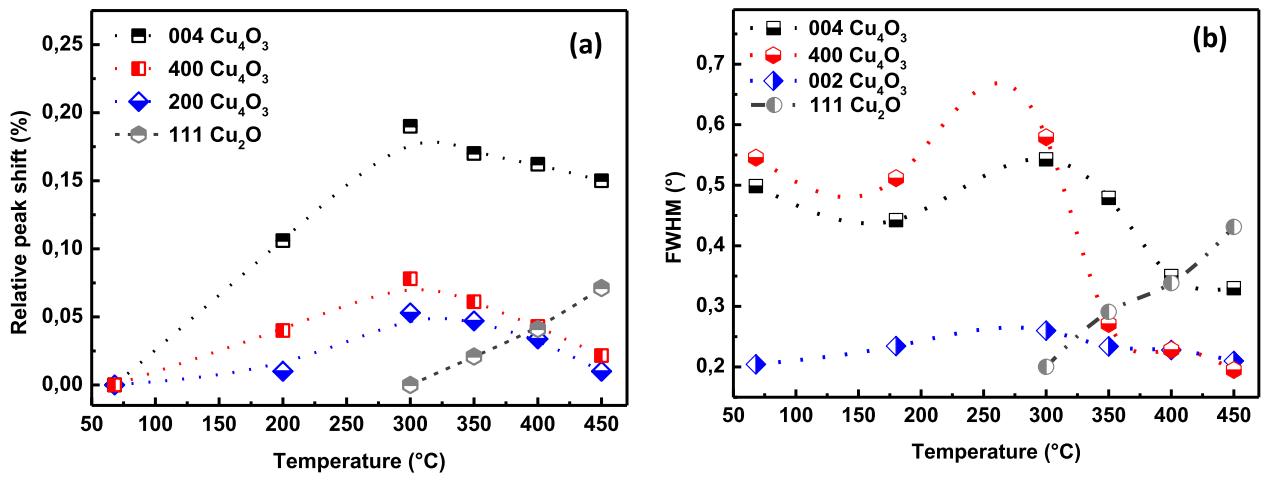 (a)
004 Cu4O3
400 Cu4O3
200 Cu4O3
111 Cu2O
0,25
0,20
0,15
0,10
0,05
0,00
Relative peak shift (%)
50 100 150 200 250 300 350 400 450
Temperature (°C)
(b)
004 Cu4O3
400 Cu4O3
002 Cu4O3
111 Cu2O
0,7
0,6
0,5
0,4
0,3
0,2
FWHM (°)
50 100 150 200 250 300 350 400 450
Temperature (°C)